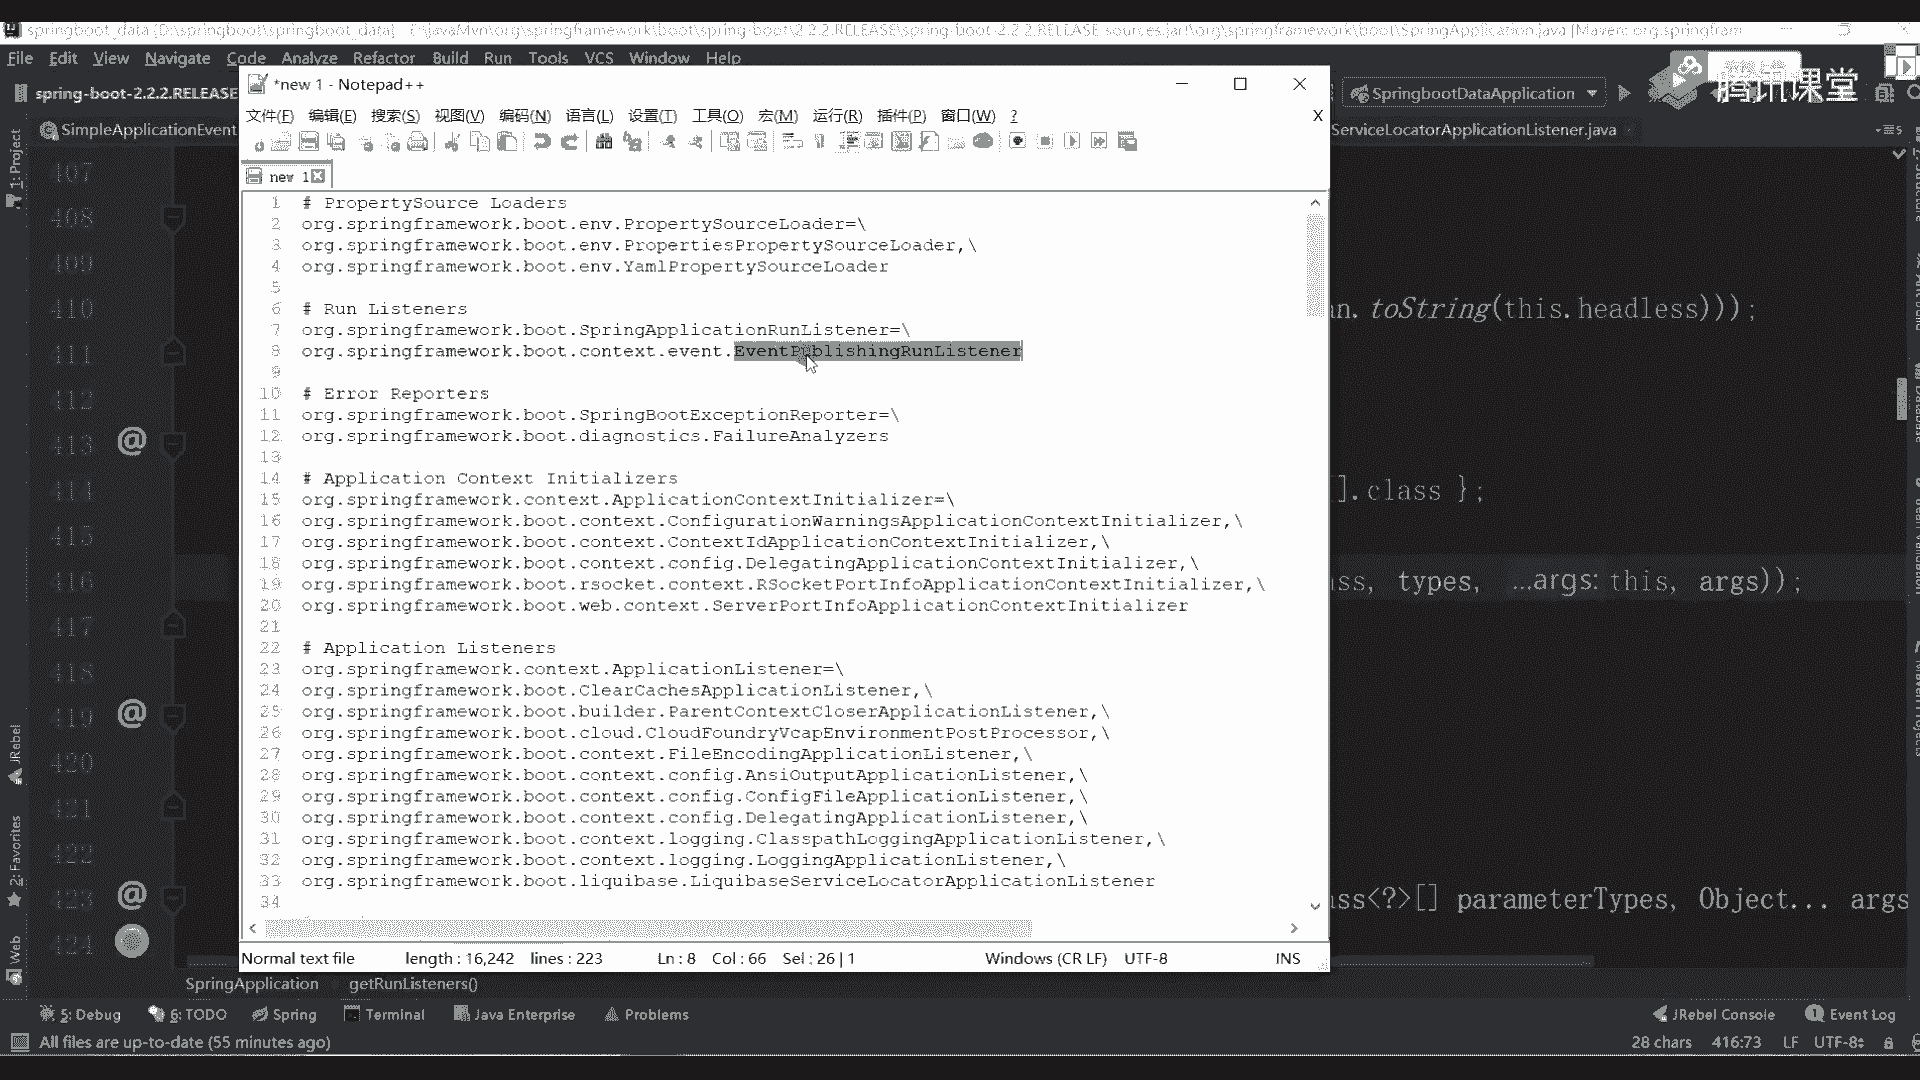 springboot_data [D:\springboot\springboot_data] - E:\javaMvn\org\springframework\boot\spring-boot\2.2.2.RELEASE\spring-boot-2.2.2.RELEASE-sources.jar!\org\springframework\boot\SpringApplication.java [Maven: org.springfram
File Edit View Navigate Code Analyze Refactor Build Run Tools VCS Window Help
spring-boot-2.2.2.RELEASE
SpringbootDataApplication
腾讯课堂
SimpleApplicationEvent
ServiceLocatorApplicationListener.java
*new 1 - Notepad++
文件(F) 编辑(E) 搜索(S) 视图(V) 编码(N) 语言(L) 设置(T) 工具(O) 宏(M) 运行(R) 插件(P) 窗口(W) ? X
new 1
1 # PropertySource Loaders
2 org.springframework.boot.env.PropertySourceLoader=\
3 org.springframework.boot.env.PropertiesPropertySourceLoader,\
4 org.springframework.boot.env.YamlPropertySourceLoader
5
6 # Run Listeners
7 org.springframework.boot.SpringApplicationRunListener=\
8 org.springframework.boot.context.event.EventPublishingRunListener
9
10 # Error Reporters
11 org.springframework.boot.SpringBootExceptionReporter=\
12 org.springframework.boot.diagnostics.FailureAnalyzers
13
14 # Application Context Initializers
15 org.springframework.context.ApplicationContextInitializer=\
16 org.springframework.boot.context.ConfigurationWarningsApplicationContextInitializer,\
17 org.springframework.boot.context.ContextIdApplicationContextInitializer,\
18 org.springframework.boot.context.config.DelegatingApplicationContextInitializer,\
19 org.springframework.boot.rsocket.context.RSocketPortInfoApplicationContextInitializer,\
20 org.springframework.boot.web.context.ServerPortInfoApplicationContextInitializer
21
22 # Application Listeners
23 org.springframework.context.ApplicationListener=\
24 org.springframework.boot.ClearCachesApplicationListener,\
25 org.springframework.boot.builder.ParentContextCloserApplicationListener,\
26 org.springframework.boot.cloud.CloudFoundryVcapEnvironmentPostProcessor,\
27 org.springframework.boot.context.FileEncodingApplicationListener,\
28 org.springframework.boot.context.config.AnsiOutputApplicationListener,\
29 org.springframework.boot.context.config.ConfigFileApplicationListener,\
30 org.springframework.boot.context.config.DelegatingApplicationListener,\
31 org.springframework.boot.context.logging.ClasspathLoggingApplicationListener,\
32 org.springframework.boot.context.logging.LoggingApplicationListener,\
33 org.springframework.boot.liquibase.LiquibaseServiceLocatorApplicationListener
34
Normal text file length : 16,242 lines : 223 Ln : 8 Col : 66 Sel : 26 | 1 Windows (CR LF) UTF-8 INS
1: Project
JRebel
2: Favorites
Web
407
408
409
410 an.toString(this.headless)));
411
412
413
414 [].class };
415
416 ass, types, ...args: this, args));
417
418
419
420
421
422
423 ass<?>[] parameterTypes, Object... args
424
SpringApplication getRunListeners()
5: Debug 6: TODO Spring Terminal Java Enterprise Problems JRebel Console 1 Event Log
All files are up-to-date (55 minutes ago) 28 chars 416:73 LF UTF-8